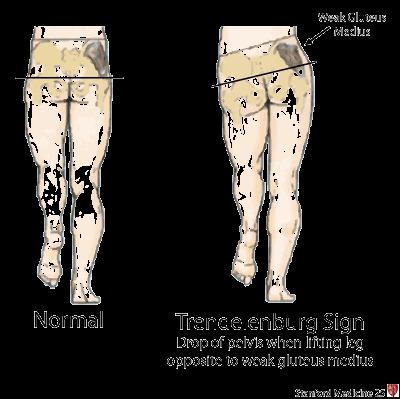 Weak Gluteus
Medius
Normal
Trendelenburg Sign
Drop of pelvis when lifting leg
opposite to weak gluteus medius
Stanford Medicine 25